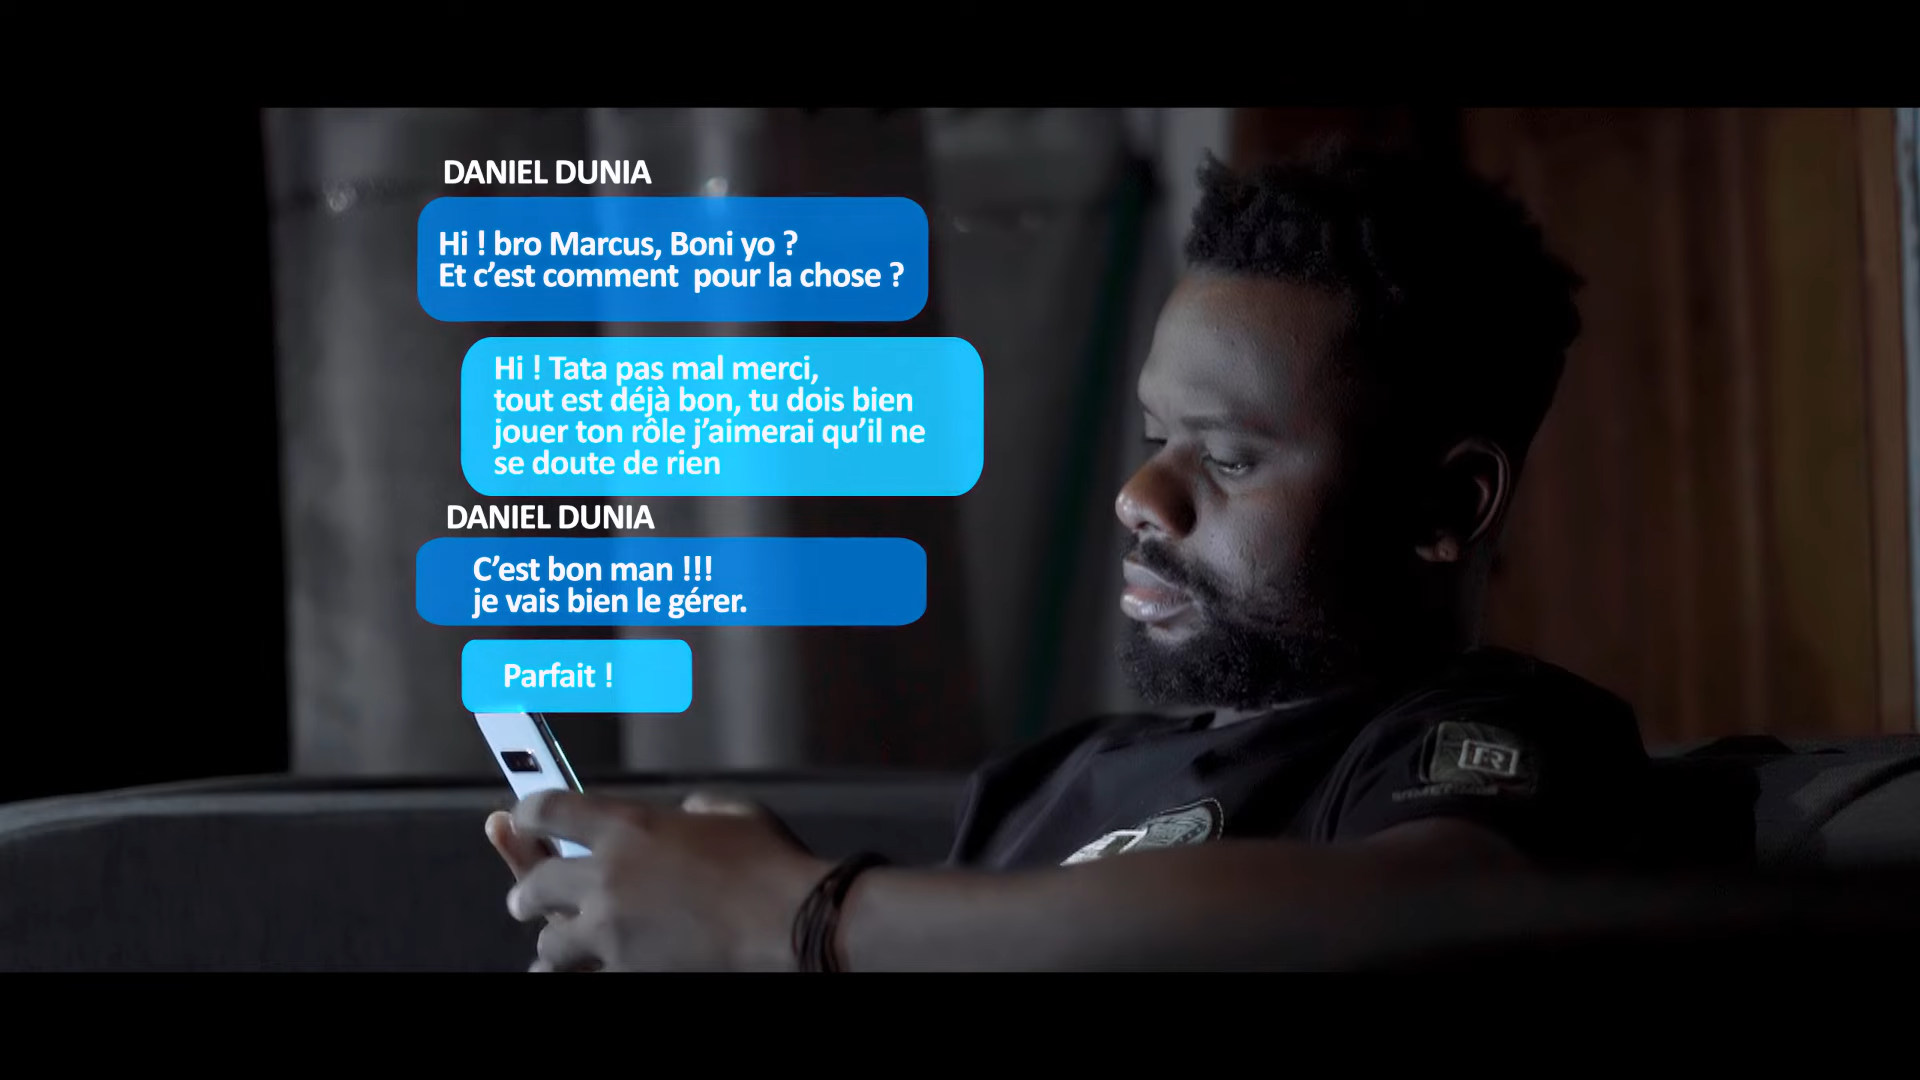 DANIEL DUNIA
Hi ! bro Marcus, Boni yo ?
Et c’est comment pour la chose ?
Hi ! Tata pas mal merci,
tout est déjà bon, tu dois bien
jouer ton rôle j’aimerai qu’il ne
se doute de rien
DANIEL DUNIA
C’est bon man !!!
je vais bien le gérer.
Parfait !